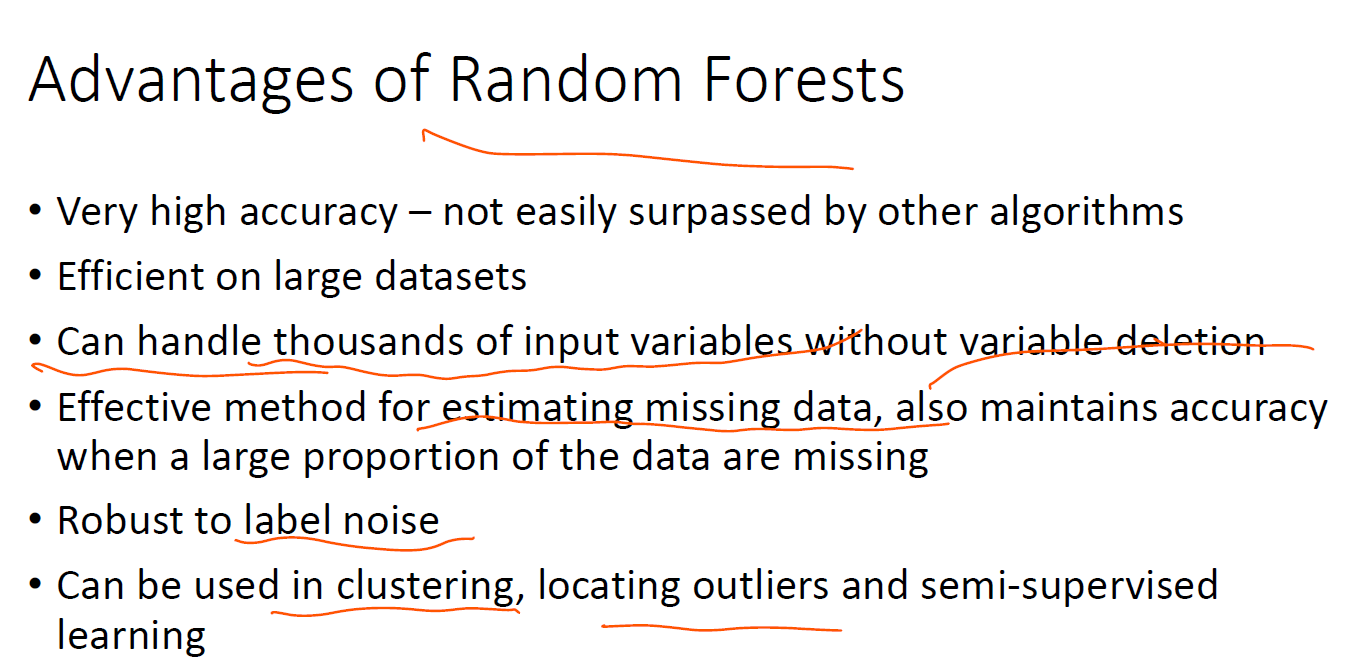 Advantages of Random Forests
• Very high accuracy – not easily surpassed by other algorithms
• Efficient on large datasets
• Can handle thousands of input variables without variable deletion
• Effective method for estimating missing data, also maintains accuracy
when a large proportion of the data are missing
• Robust to label noise
• Can be used in clustering, locating outliers and semi-supervised
learning